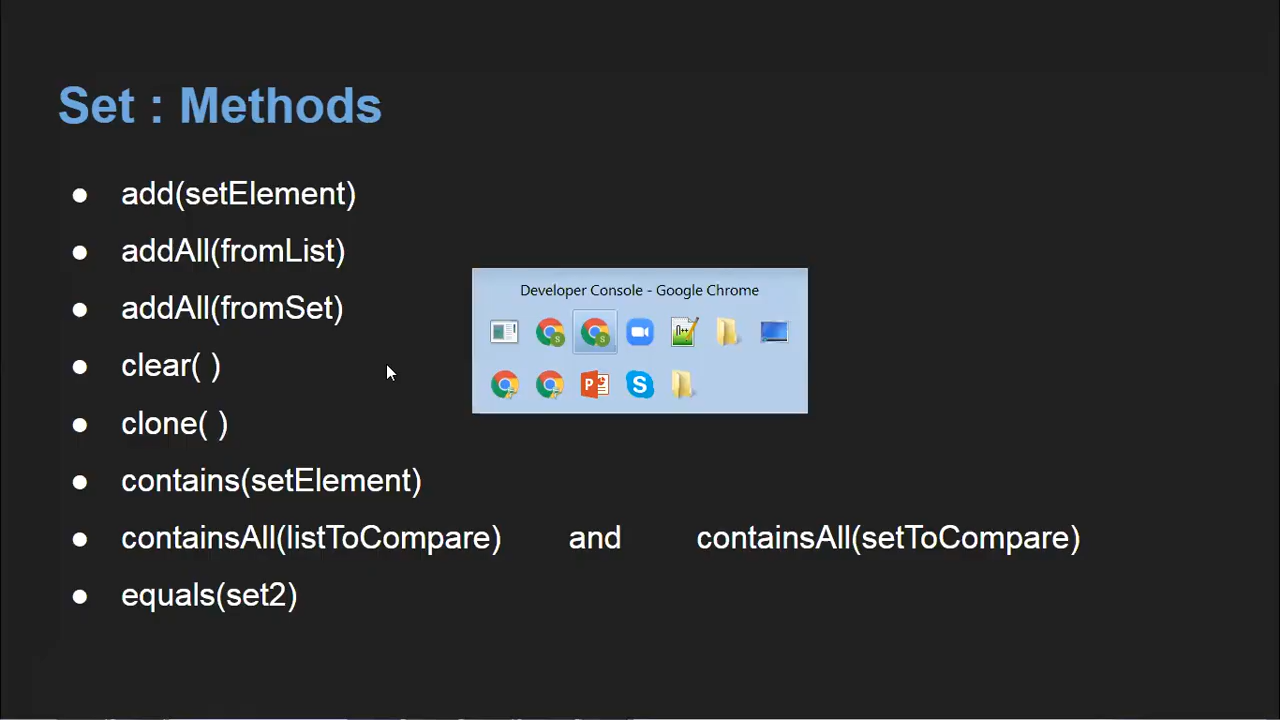 Set : Methods
● add(setElement)
● addAll(fromList)
● addAll(fromSet)
Developer Console - Google Chrome
● clear( )
● clone( )
● contains(setElement)
● containsAll(listToCompare) and containsAll(setToCompare)
● equals(set2)